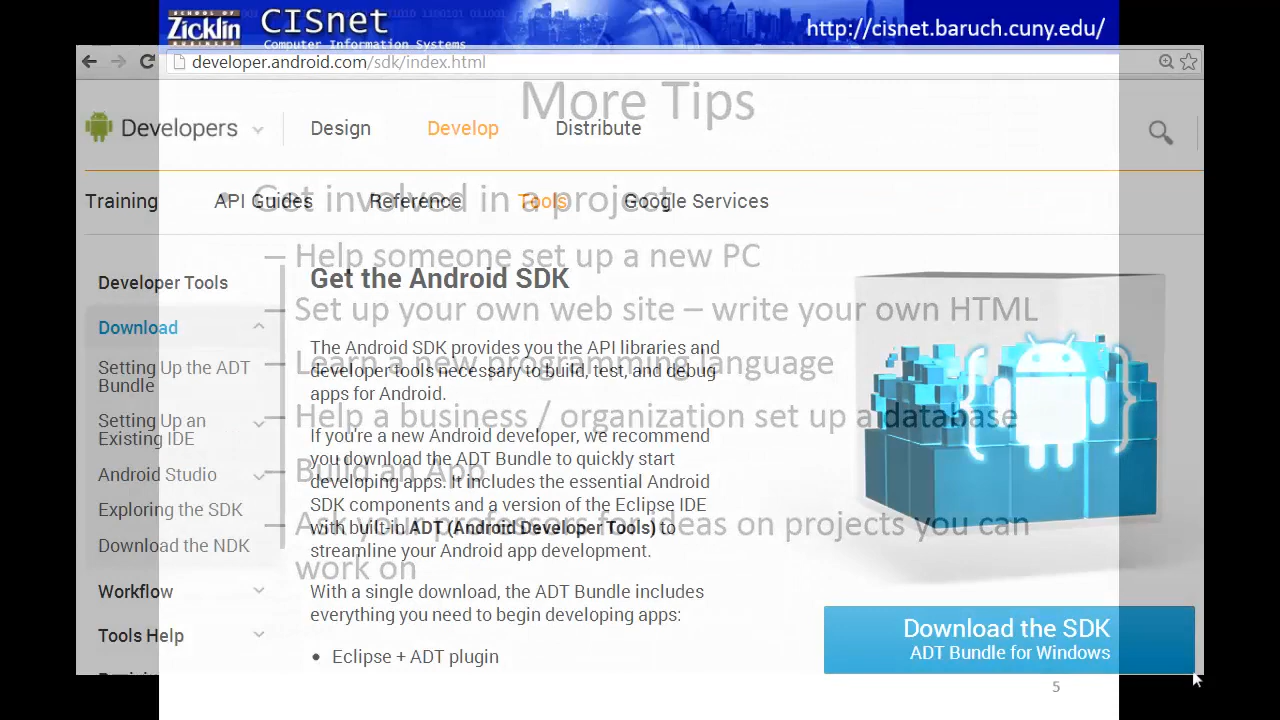 SCHOOL OF
Zicklin
BUSINESS
CISnet
Computer Information Systems
http://cisnet.baruch.cuny.edu/
developer.android.com/sdk/index.html
More Tips
Developers
Design
Develop
Distribute
• Get involved in a project
Training
API Guides
Reference
Tools
Google Services
– Help someone set up a new PC
– Set up your own web site – write your own HTML
– Learn a new programming language
– Help a business / organization set up a database
– Build an App
– Ask your professors for ideas on projects you can
work on
Developer Tools
Download
Setting Up the ADT
Bundle
Setting Up an
Existing IDE
Android Studio
Exploring the SDK
Download the NDK
Workflow
Tools Help
Get the Android SDK
The Android SDK provides you the API libraries and
developer tools necessary to build, test, and debug
apps for Android.
If you're a new Android developer, we recommend
you download the ADT Bundle to quickly start
developing apps. It includes the essential Android
SDK components and a version of the Eclipse IDE
with built-in ADT (Android Developer Tools) to
streamline your Android app development.
With a single download, the ADT Bundle includes
everything you need to begin developing apps:
• Eclipse + ADT plugin
Download the SDK
ADT Bundle for Windows
5